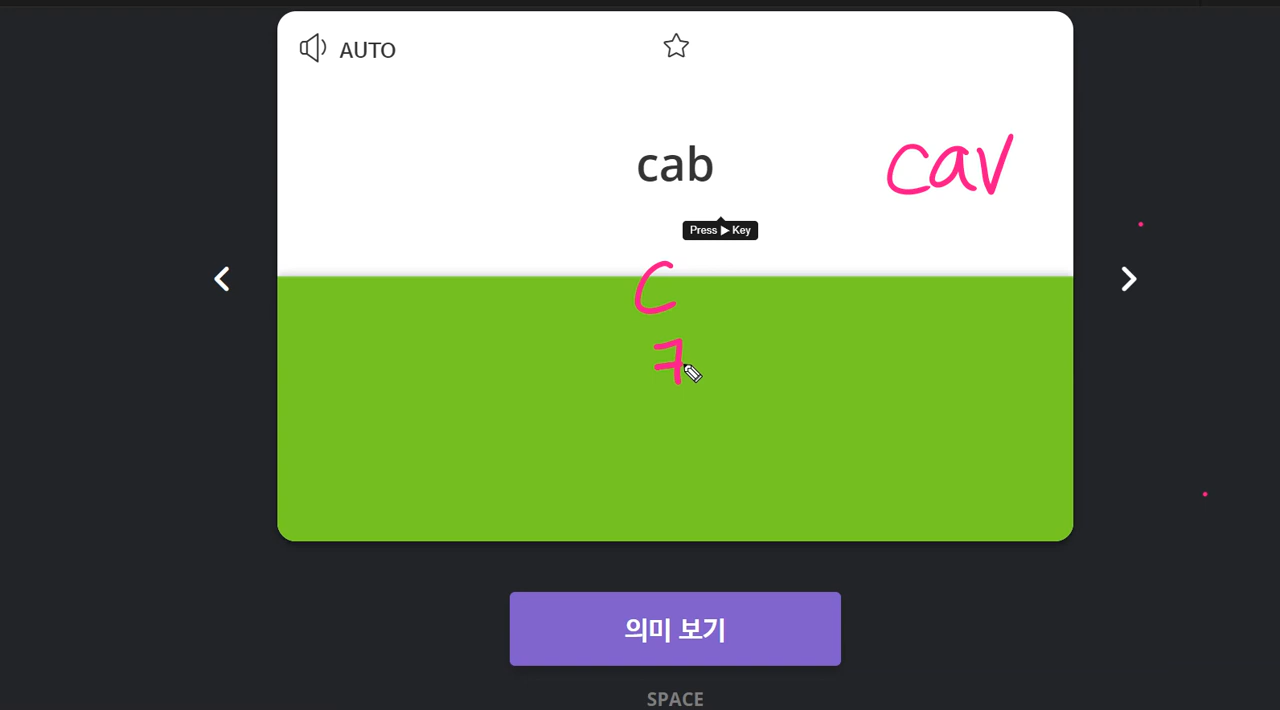 AUTO
cab
cav
Press ▶ Key
C
ㅋ
의미 보기
SPACE